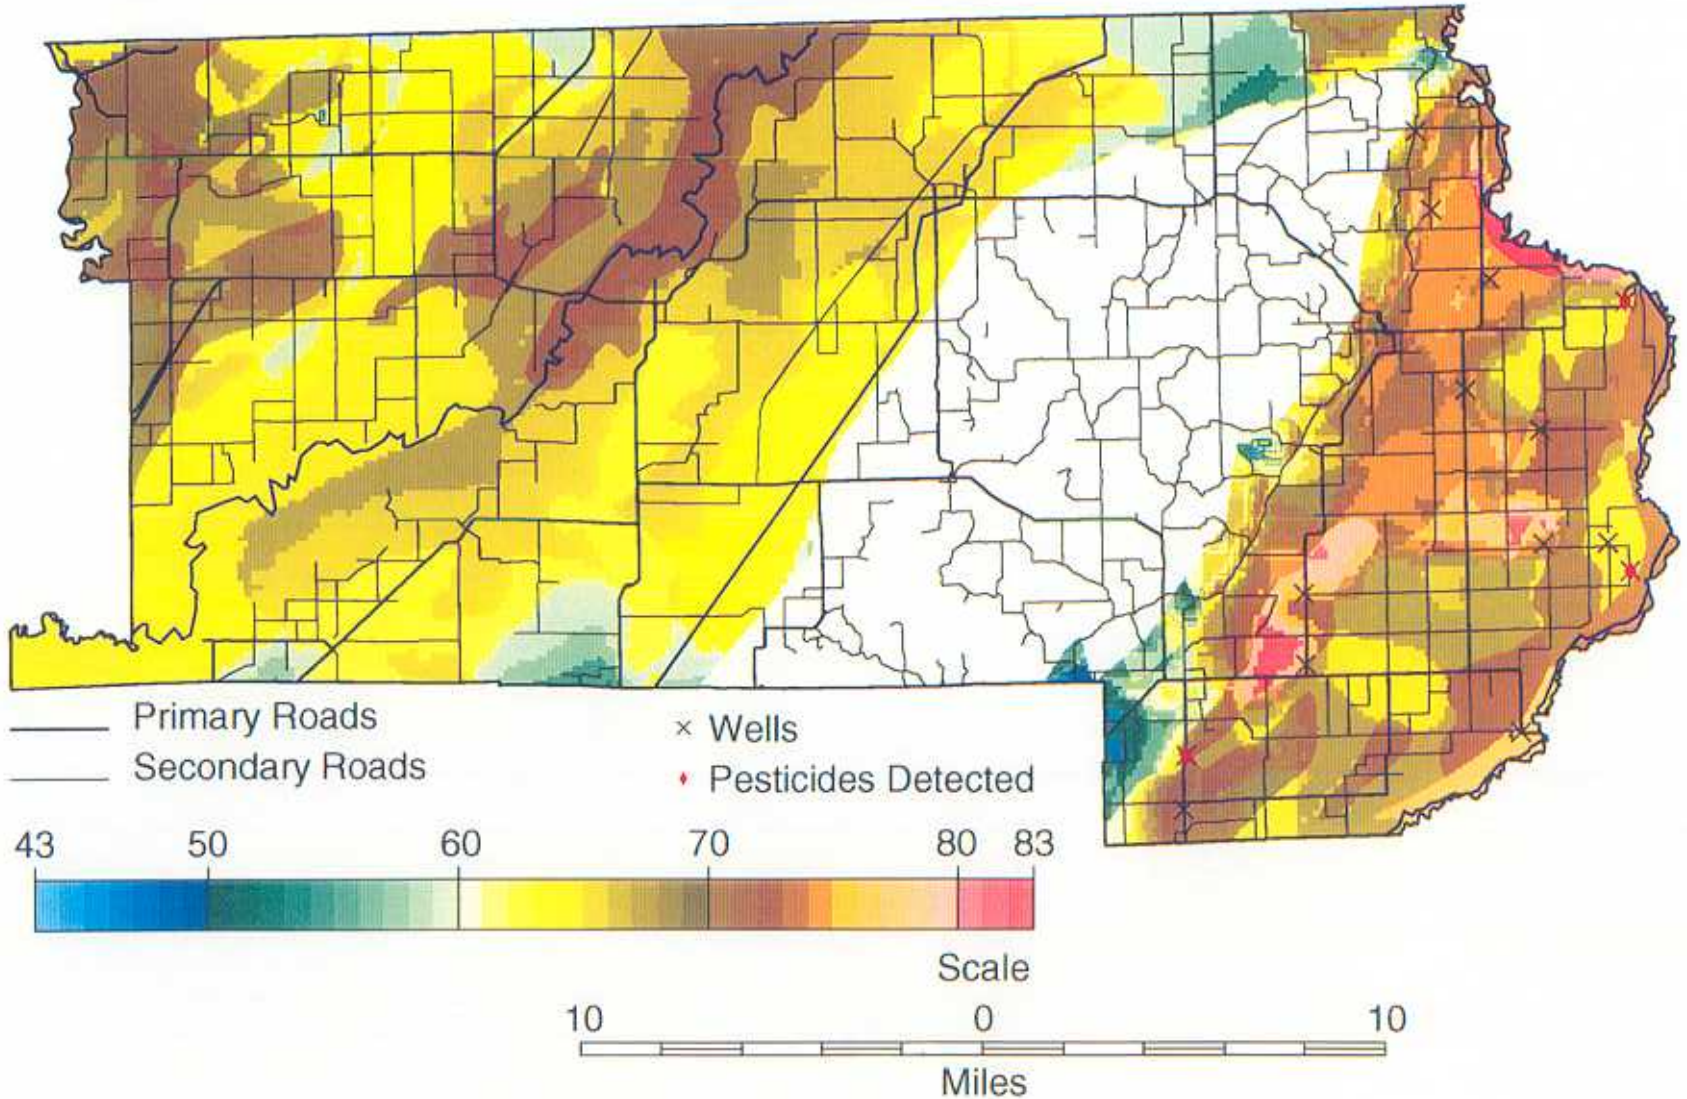 Primary Roads
Secondary Roads
× Wells
Pesticides Detected
43 50 60 70 80 83
Scale
10 0 10
Miles